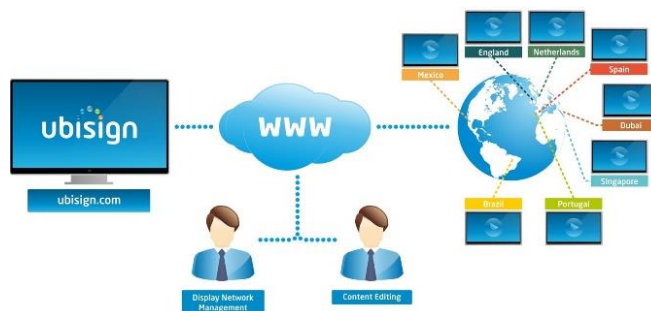 ubisign
ubisign.com
www
Display Network
Management
Content Editing
Mexico
England
Netherlands
Spain
Dubai
Singapore
Brazil
Portugal